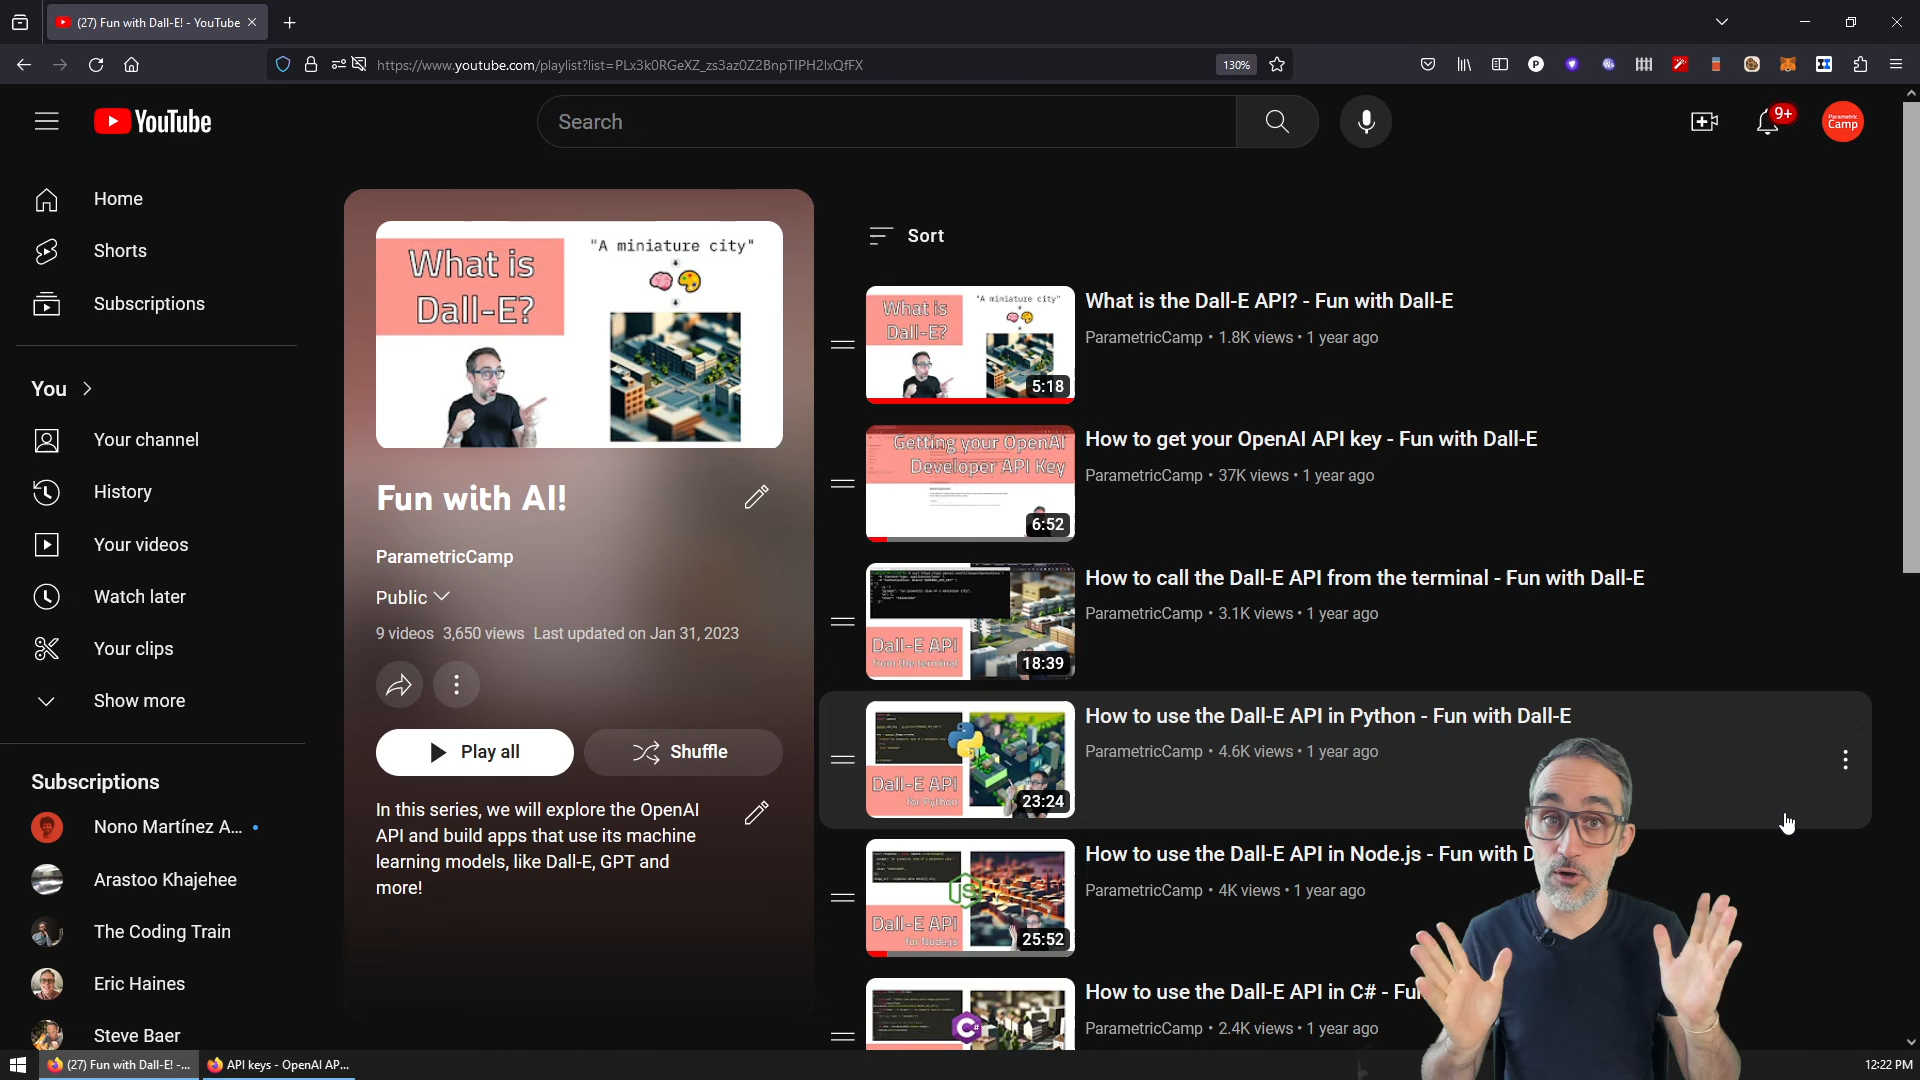 (27) Fun with Dall-E! - YouTube
https://www.youtube.com/playlist?list=PLx3k0RGeXZ_zs3az0Z2BnpTIPH2lxQfFX
130%
YouTube
Search
9+
Parametric
Camp
Home
Shorts
Subscriptions
You
Your channel
History
Your videos
Watch later
Your clips
Show more
Subscriptions
Nono Martínez A...
Arastoo Khajehee
The Coding Train
Eric Haines
Steve Baer
What is
Dall-E?
"A miniature city"
Fun with AI!
ParametricCamp
Public
9 videos 3,650 views Last updated on Jan 31, 2023
Play all
Shuffle
In this series, we will explore the OpenAI
API and build apps that use its machine
learning models, like Dall-E, GPT and
more!
Sort
What is
Dall-E?
"A miniature city"
5:18
What is the Dall-E API? - Fun with Dall-E
ParametricCamp • 1.8K views • 1 year ago
Getting your OpenAI
Developer API Key
6:52
How to get your OpenAI API key - Fun with Dall-E
ParametricCamp • 37K views • 1 year ago
Dall-E API
from the terminal
18:39
How to call the Dall-E API from the terminal - Fun with Dall-E
ParametricCamp • 3.1K views • 1 year ago
Dall-E API
for Python
23:24
How to use the Dall-E API in Python - Fun with Dall-E
ParametricCamp • 4.6K views • 1 year ago
JS
Dall-E API
for Node.js
25:52
How to use the Dall-E API in Node.js - Fun with D
ParametricCamp • 4K views • 1 year ago
C#
How to use the Dall-E API in C# - Fu
ParametricCamp • 2.4K views • 1 year ago
(27) Fun with Dall-E! -...
API keys - OpenAI AP...
12:22 PM